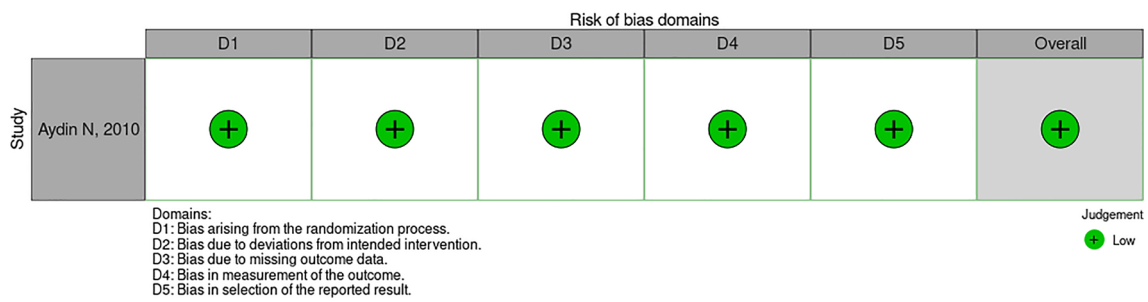 Risk of bias domains
D1 D2 D3 D4 D5 Overall
Study
Aydin N, 2010 + + + + + +
Domains:
D1: Bias arising from the randomization process.
D2: Bias due to deviations from intended intervention.
D3: Bias due to missing outcome data.
D4: Bias in measurement of the outcome.
D5: Bias in selection of the reported result.
Judgement
+ Low